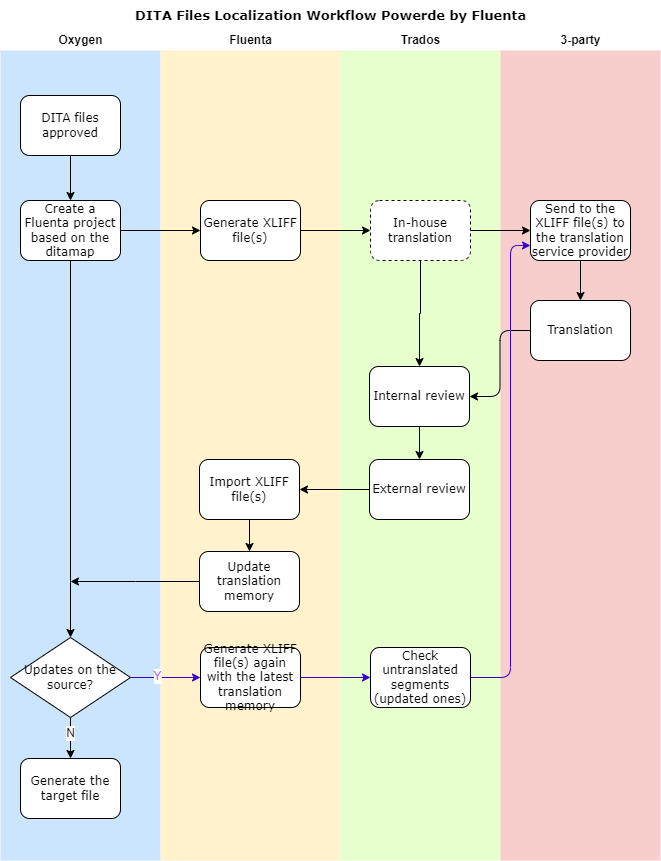 DITA Files Localization Workflow Powerde by Fluenta
Oxygen
Fluenta
Trados
3-party
DITA files
approved
Create a
Fluenta project
based on the
ditamap
Generate XLIFF
file(s)
In-house
translation
Send to the
XLIFF file(s) to
the translation
service provider
Translation
Internal review
External review
Import XLIFF
file(s)
Update
translation
memory
Updates on the
source?
Y
Generate XLIFF
file(s) again
with the latest
translation
memory
Check
untranslated
segments
(updated ones)
N
Generate the
target file